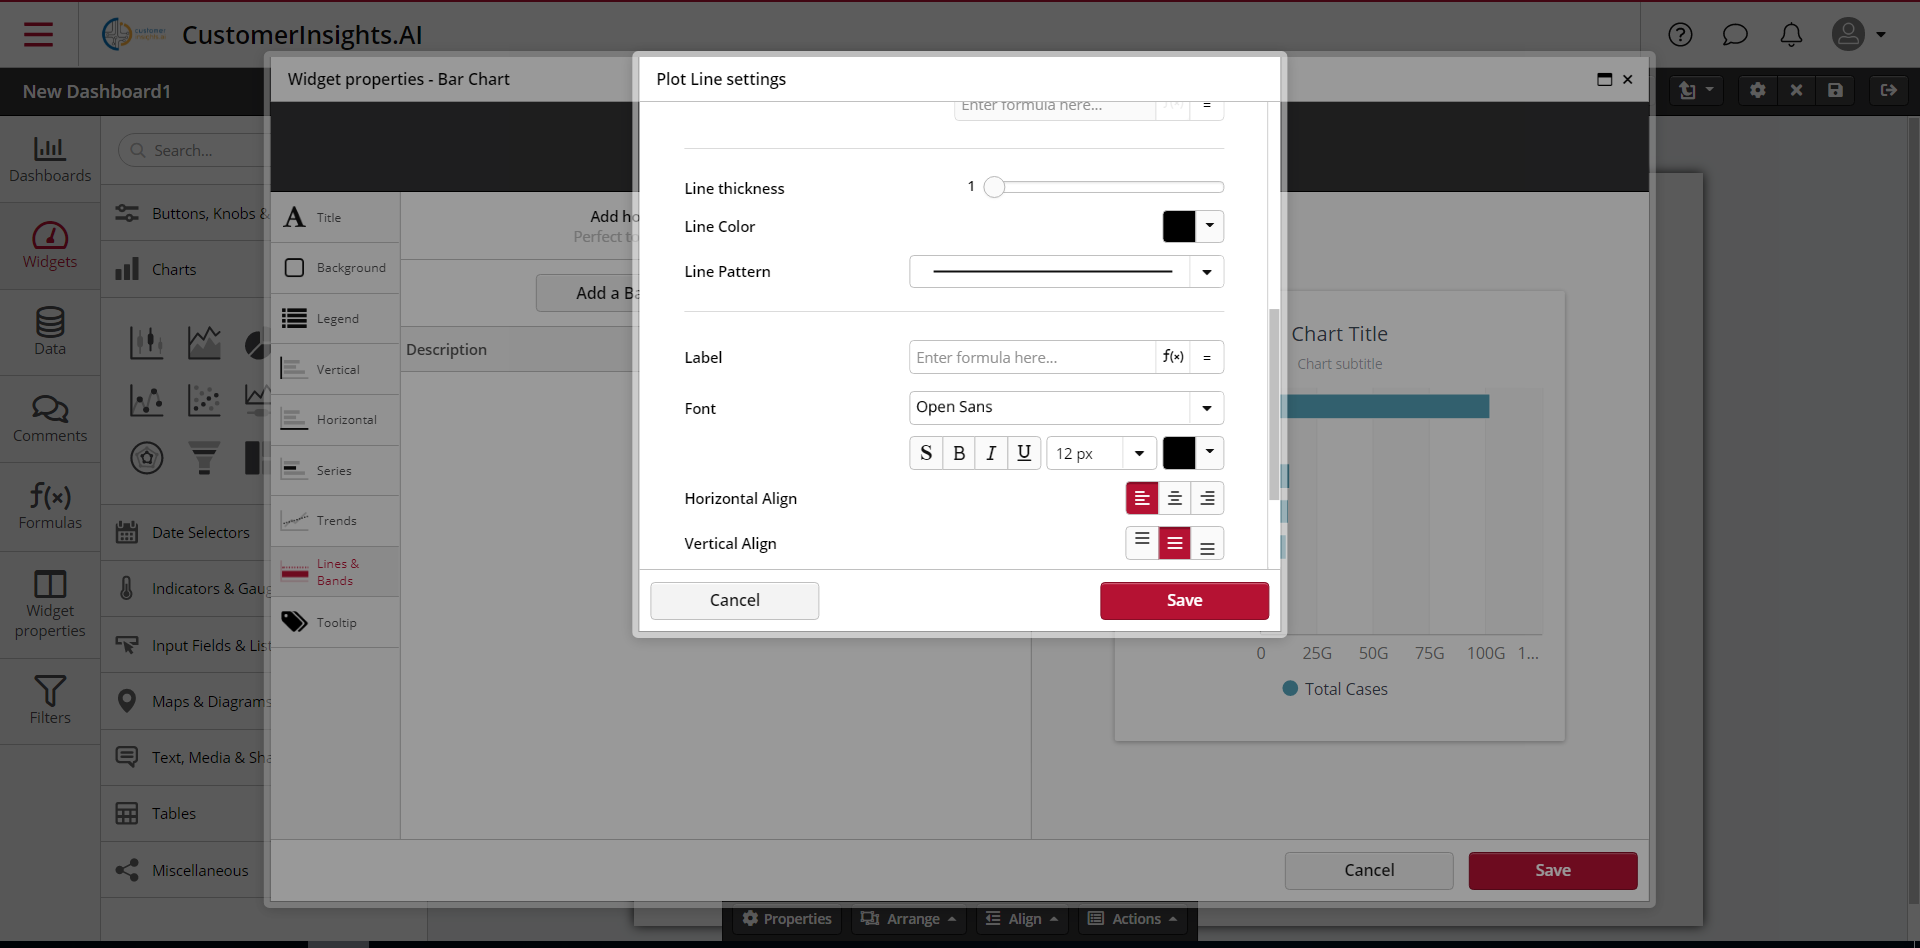 CustomerInsights.AI
New Dashboard1
Dashboards
Widgets
Data
Comments
f(x)
Formulas
Widget
properties
Filters
Search...
Buttons, Knobs &
Charts
Date Selectors
Indicators & Gau
Input Fields & Lis
Maps & Diagrams
Text, Media & Sha
Tables
Miscellaneous
Widget properties - Bar Chart
Title
Background
Legend
Vertical
Horizontal
Series
Trends
Lines &
Bands
Tooltip
Add ho
Perfect to
Add a Ba
Description
Plot Line settings
Enter formula here... f(x) =
Line thickness 1
Line Color
Line Pattern
Label Enter formula here... f(x) =
Font Open Sans
S B I U 12 px
Horizontal Align
Vertical Align
Cancel Save
Chart Title
Chart subtitle
0 25G 50G 75G 100G 1...
Total Cases
Cancel Save
Properties Arrange Align Actions